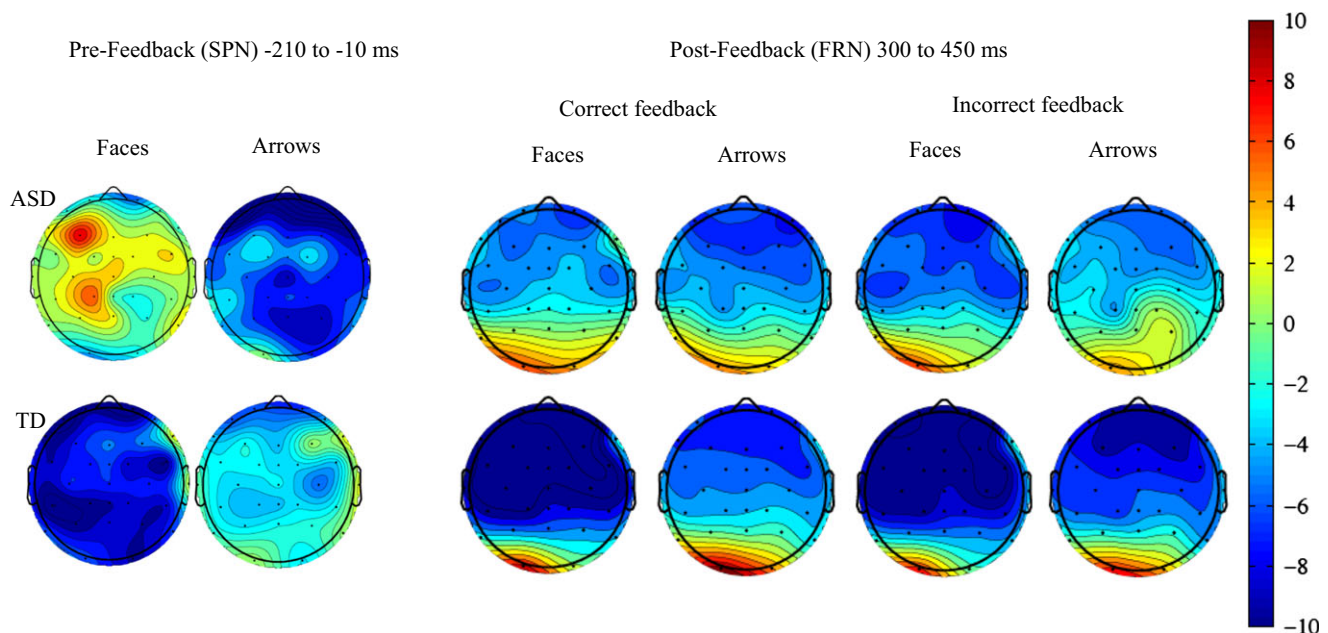 Pre-Feedback (SPN) -210 to -10 ms
Post-Feedback (FRN) 300 to 450 ms
Correct feedback
Incorrect feedback
Faces
Arrows
Faces
Arrows
Faces
Arrows
ASD
TD
10
8
6
4
2
0
−2
−4
−6
−8
−10